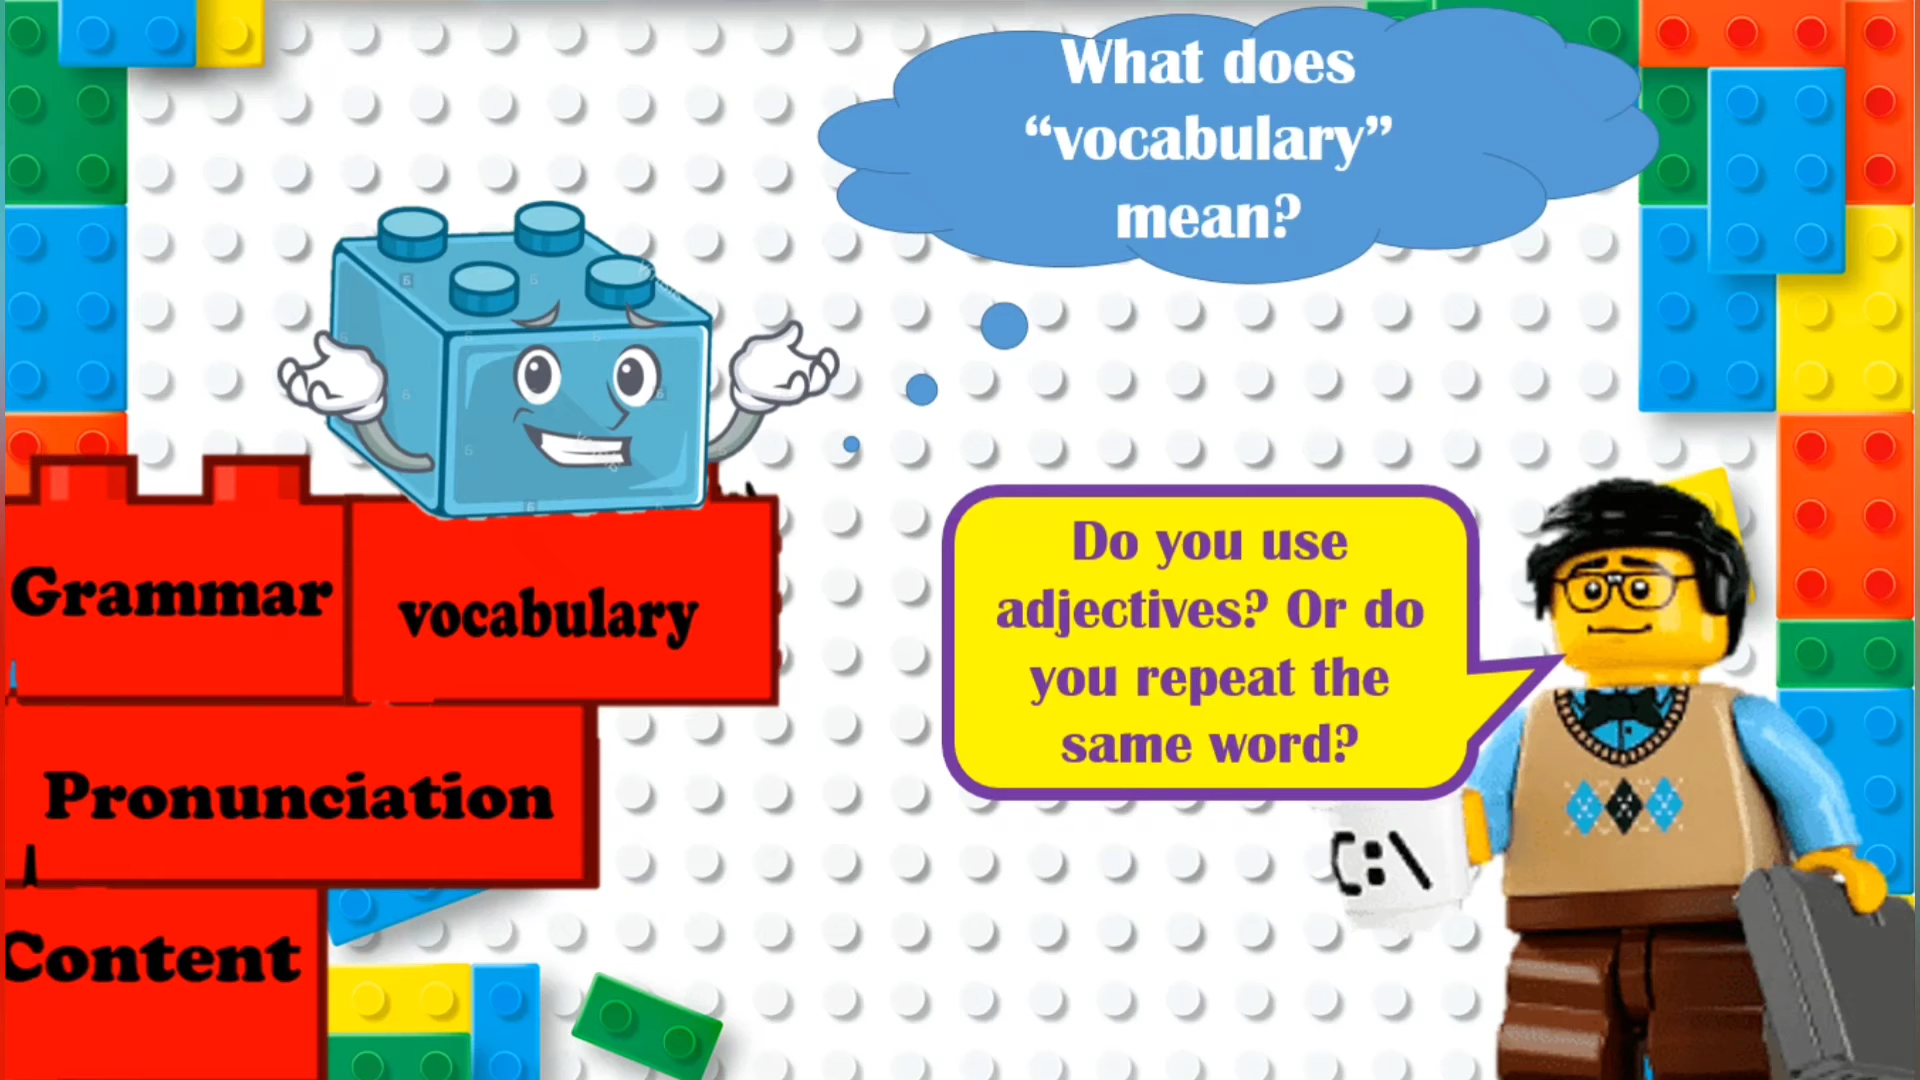 What does
“vocabulary”
mean?
Do you use
adjectives? Or do
you repeat the
same word?
Grammar
vocabulary
Pronunciation
Content
C:\